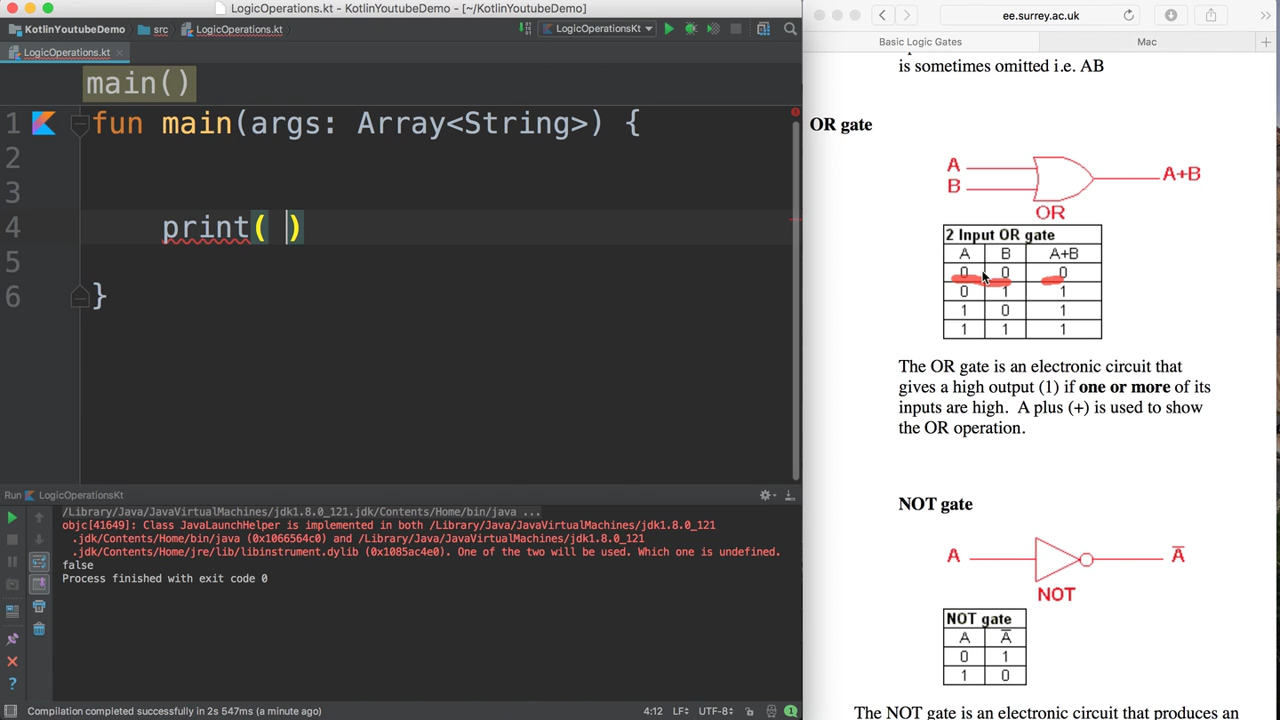 LogicOperations.kt - KotlinYoutubeDemo - [~/KotlinYoutubeDemo]
KotlinYoutubeDemo
src
LogicOperations.kt
LogicOperationsKt
LogicOperations.kt
main()
1 fun main(args: Array<String>) {
2
3
4 print( )
5
6 }
Run LogicOperationsKt
/Library/Java/JavaVirtualMachines/jdk1.8.0_121.jdk/Contents/Home/bin/java ...
objc[41649]: Class JavaLaunchHelper is implemented in both /Library/Java/JavaVirtualMachines/jdk1.8.0_121
.jdk/Contents/Home/bin/java (0x1066564c0) and /Library/Java/JavaVirtualMachines/jdk1.8.0_121
.jdk/Contents/Home/jre/lib/libinstrument.dylib (0x1085ac4e0). One of the two will be used. Which one is undefined.
false
Process finished with exit code 0
Compilation completed successfully in 2s 547ms (a minute ago)
4:12 LF÷ UTF-8÷
1
ee.surrey.ac.uk
Basic Logic Gates
Mac
is sometimes omitted i.e. AB
OR gate
A
B
A+B
OR
2 Input OR gate
A B A+B
0 0 0
0 1 1
1 0 1
1 1 1
The OR gate is an electronic circuit that
gives a high output (1) if one or more of its
inputs are high. A plus (+) is used to show
the OR operation.
NOT gate
A
A̅
NOT
NOT gate
A A̅
0 1
1 0
The NOT gate is an electronic circuit that produces an